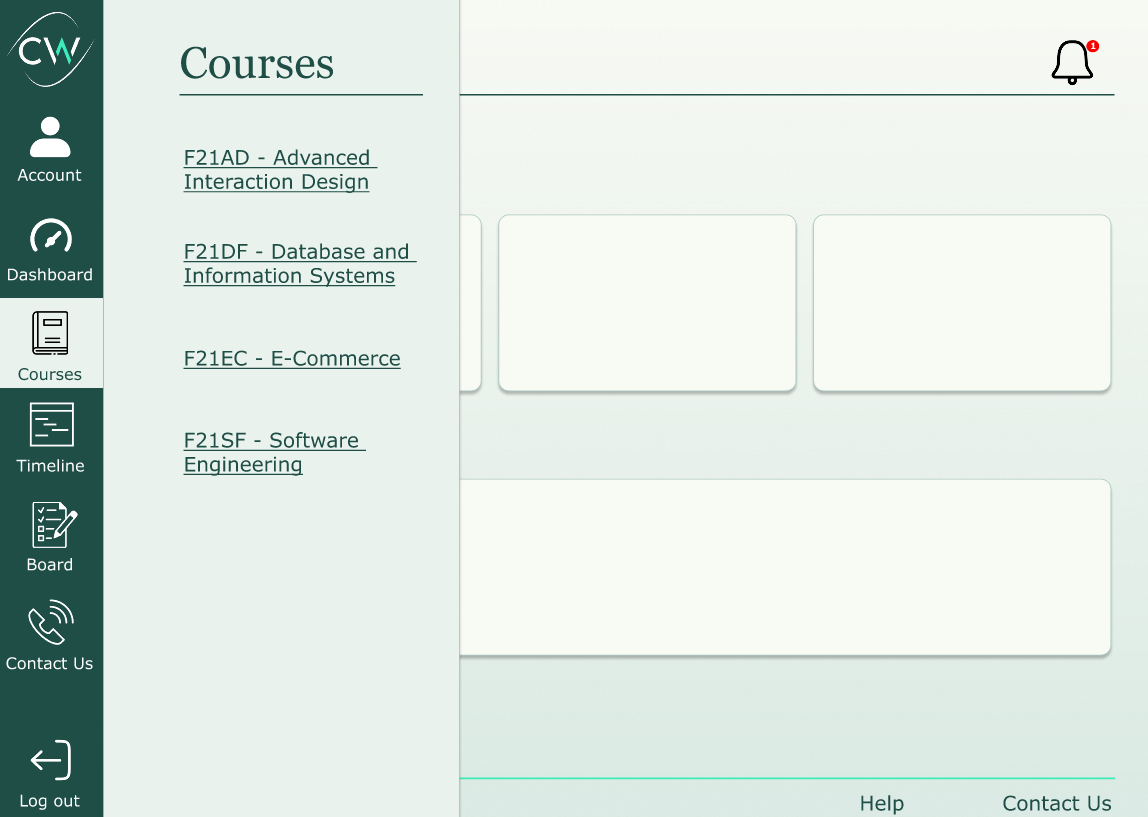 CW
Account
Dashboard
Courses
Timeline
Board
Contact Us
Log out
Courses
F21AD - Advanced
Interaction Design
F21DF - Database and
Information Systems
F21EC - E-Commerce
F21SF - Software
Engineering
1
Help
Contact Us